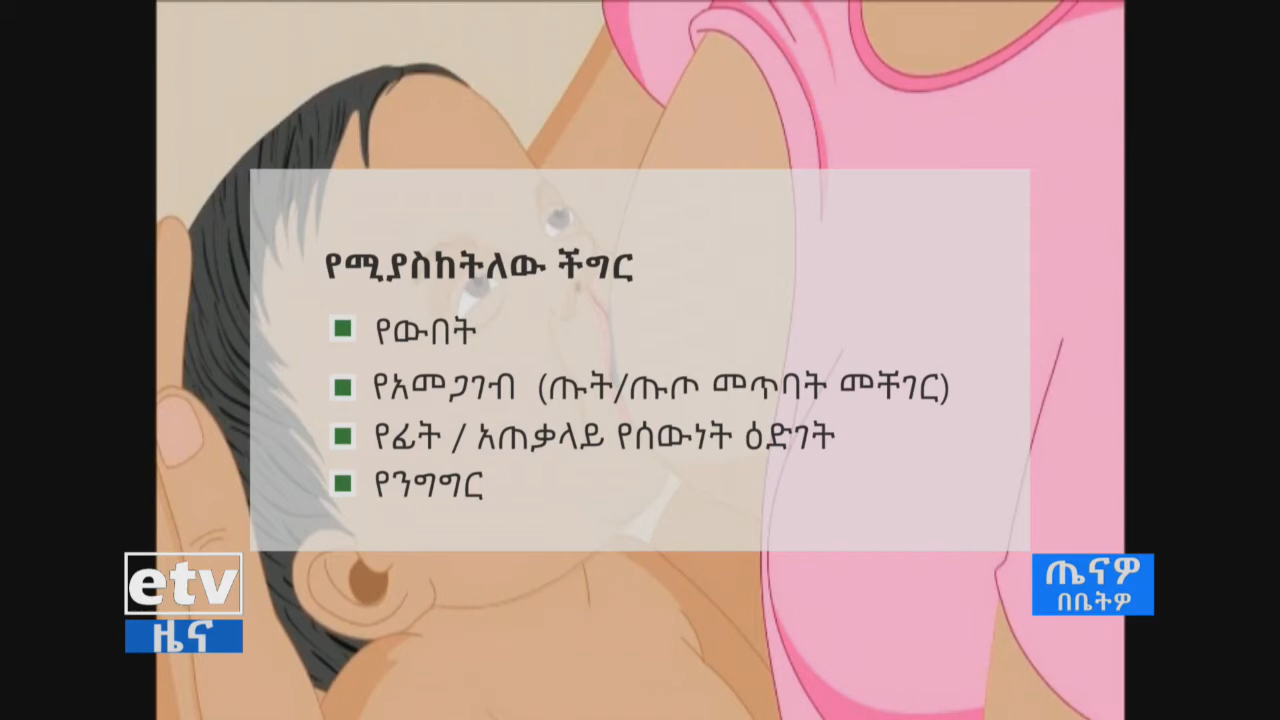 የሚያስከትለው ችግር
የውበት
የአመጋገብ (ጡት/ጡጦ መጥባት መቸገር)
የፊት / አጠቃላይ የሰውነት ዕድገት
የንግግር
etv
ዜና
ጤናዎ
በቤትዎ